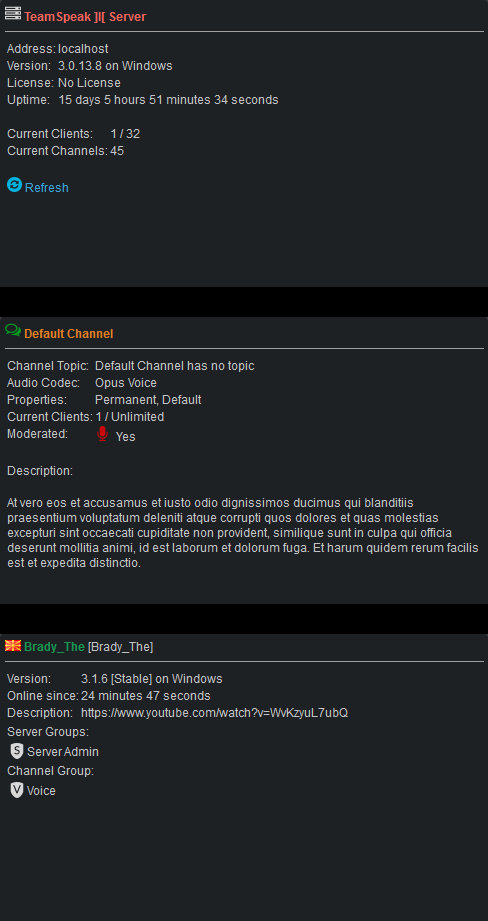 TeamSpeak ]I[ Server
Address: localhost
Version: 3.0.13.8 on Windows
License: No License
Uptime: 15 days 5 hours 51 minutes 34 seconds
Current Clients: 1 / 32
Current Channels: 45
Refresh
Default Channel
Channel Topic: Default Channel has no topic
Audio Codec: Opus Voice
Properties: Permanent, Default
Current Clients: 1 / Unlimited
Moderated: Yes
Description:
At vero eos et accusamus et iusto odio dignissimos ducimus qui blanditiis
praesentium voluptatum deleniti atque corrupti quos dolores et quas molestias
excepturi sint occaecati cupiditate non provident, similique sunt in culpa qui officia
deserunt mollitia animi, id est laborum et dolorum fuga. Et harum quidem rerum facilis
est et expedita distinctio.
Brady_The [Brady_The]
Version: 3.1.6 [Stable] on Windows
Online since: 24 minutes 47 seconds
Description: https://www.youtube.com/watch?v=WvKzyuL7ubQ
Server Groups:
S Server Admin
Channel Group:
V Voice